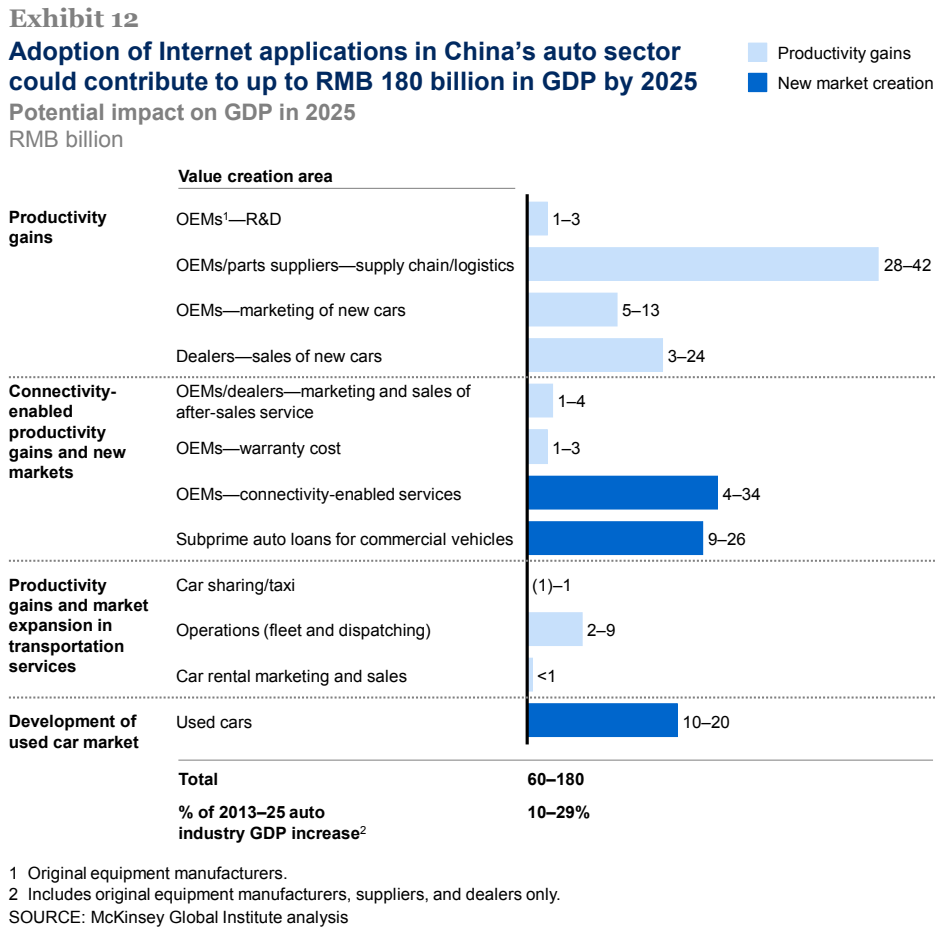 Exhibit 12
Adoption of Internet applications in China's auto sector
could contribute to up to RMB 180 billion in GDP by 2025
Potential impact on GDP in 2025
RMB billion
Productivity gains
New market creation
Value creation area
Productivity
gains
OEMs¹—R&D
1–3
OEMs/parts suppliers—supply chain/logistics
28–42
OEMs—marketing of new cars
5–13
Dealers—sales of new cars
3–24
Connectivity-
enabled
productivity
gains and new
markets
OEMs/dealers—marketing and sales of
after-sales service
1–4
OEMs—warranty cost
1–3
OEMs—connectivity-enabled services
4–34
Subprime auto loans for commercial vehicles
9–26
Productivity
gains and market
expansion in
transportation
services
Car sharing/taxi
(1)–1
Operations (fleet and dispatching)
2–9
Car rental marketing and sales
<1
Development of
used car market
Used cars
10–20
Total
60–180
% of 2013–25 auto
industry GDP increase²
10–29%
1 Original equipment manufacturers.
2 Includes original equipment manufacturers, suppliers, and dealers only.
SOURCE: McKinsey Global Institute analysis